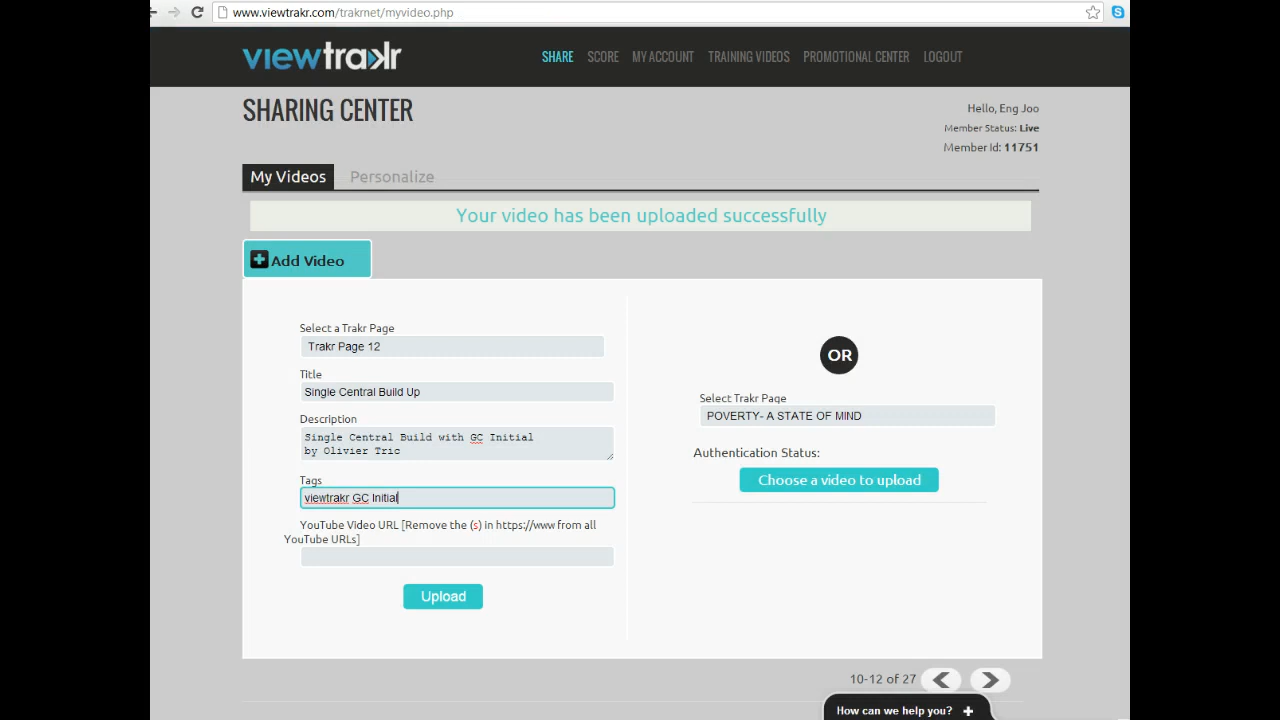 www.viewtrakr.com/trakrnet/myvideo.php
viewtrakr
SHARE SCORE MY ACCOUNT TRAINING VIDEOS PROMOTIONAL CENTER LOGOUT
SHARING CENTER
Hello, Eng Joo
Member Status: Live
Member Id: 11751
My Videos Personalize
Your video has been uploaded successfully
Add Video
Select a Trakr Page
Trakr Page 12
Title
Single Central Build Up
Description
Single Central Build with GC Initial
by Olivier Tric
Tags
viewtrakr GC Initial
YouTube Video URL [Remove the (s) in https://www from all
YouTube URLs]
Upload
OR
Select Trakr Page
POVERTY- A STATE OF MIND
Authentication Status:
Choose a video to upload
10-12 of 27
How can we help you? +